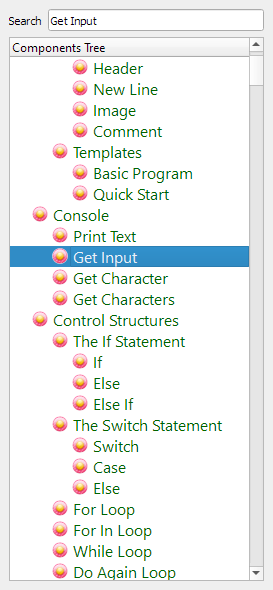 Search Get Input
Components Tree
Header
New Line
Image
Comment
Templates
Basic Program
Quick Start
Console
Print Text
Get Input
Get Character
Get Characters
Control Structures
The If Statement
If
Else
Else If
The Switch Statement
Switch
Case
Else
For Loop
For In Loop
While Loop
Do Again Loop